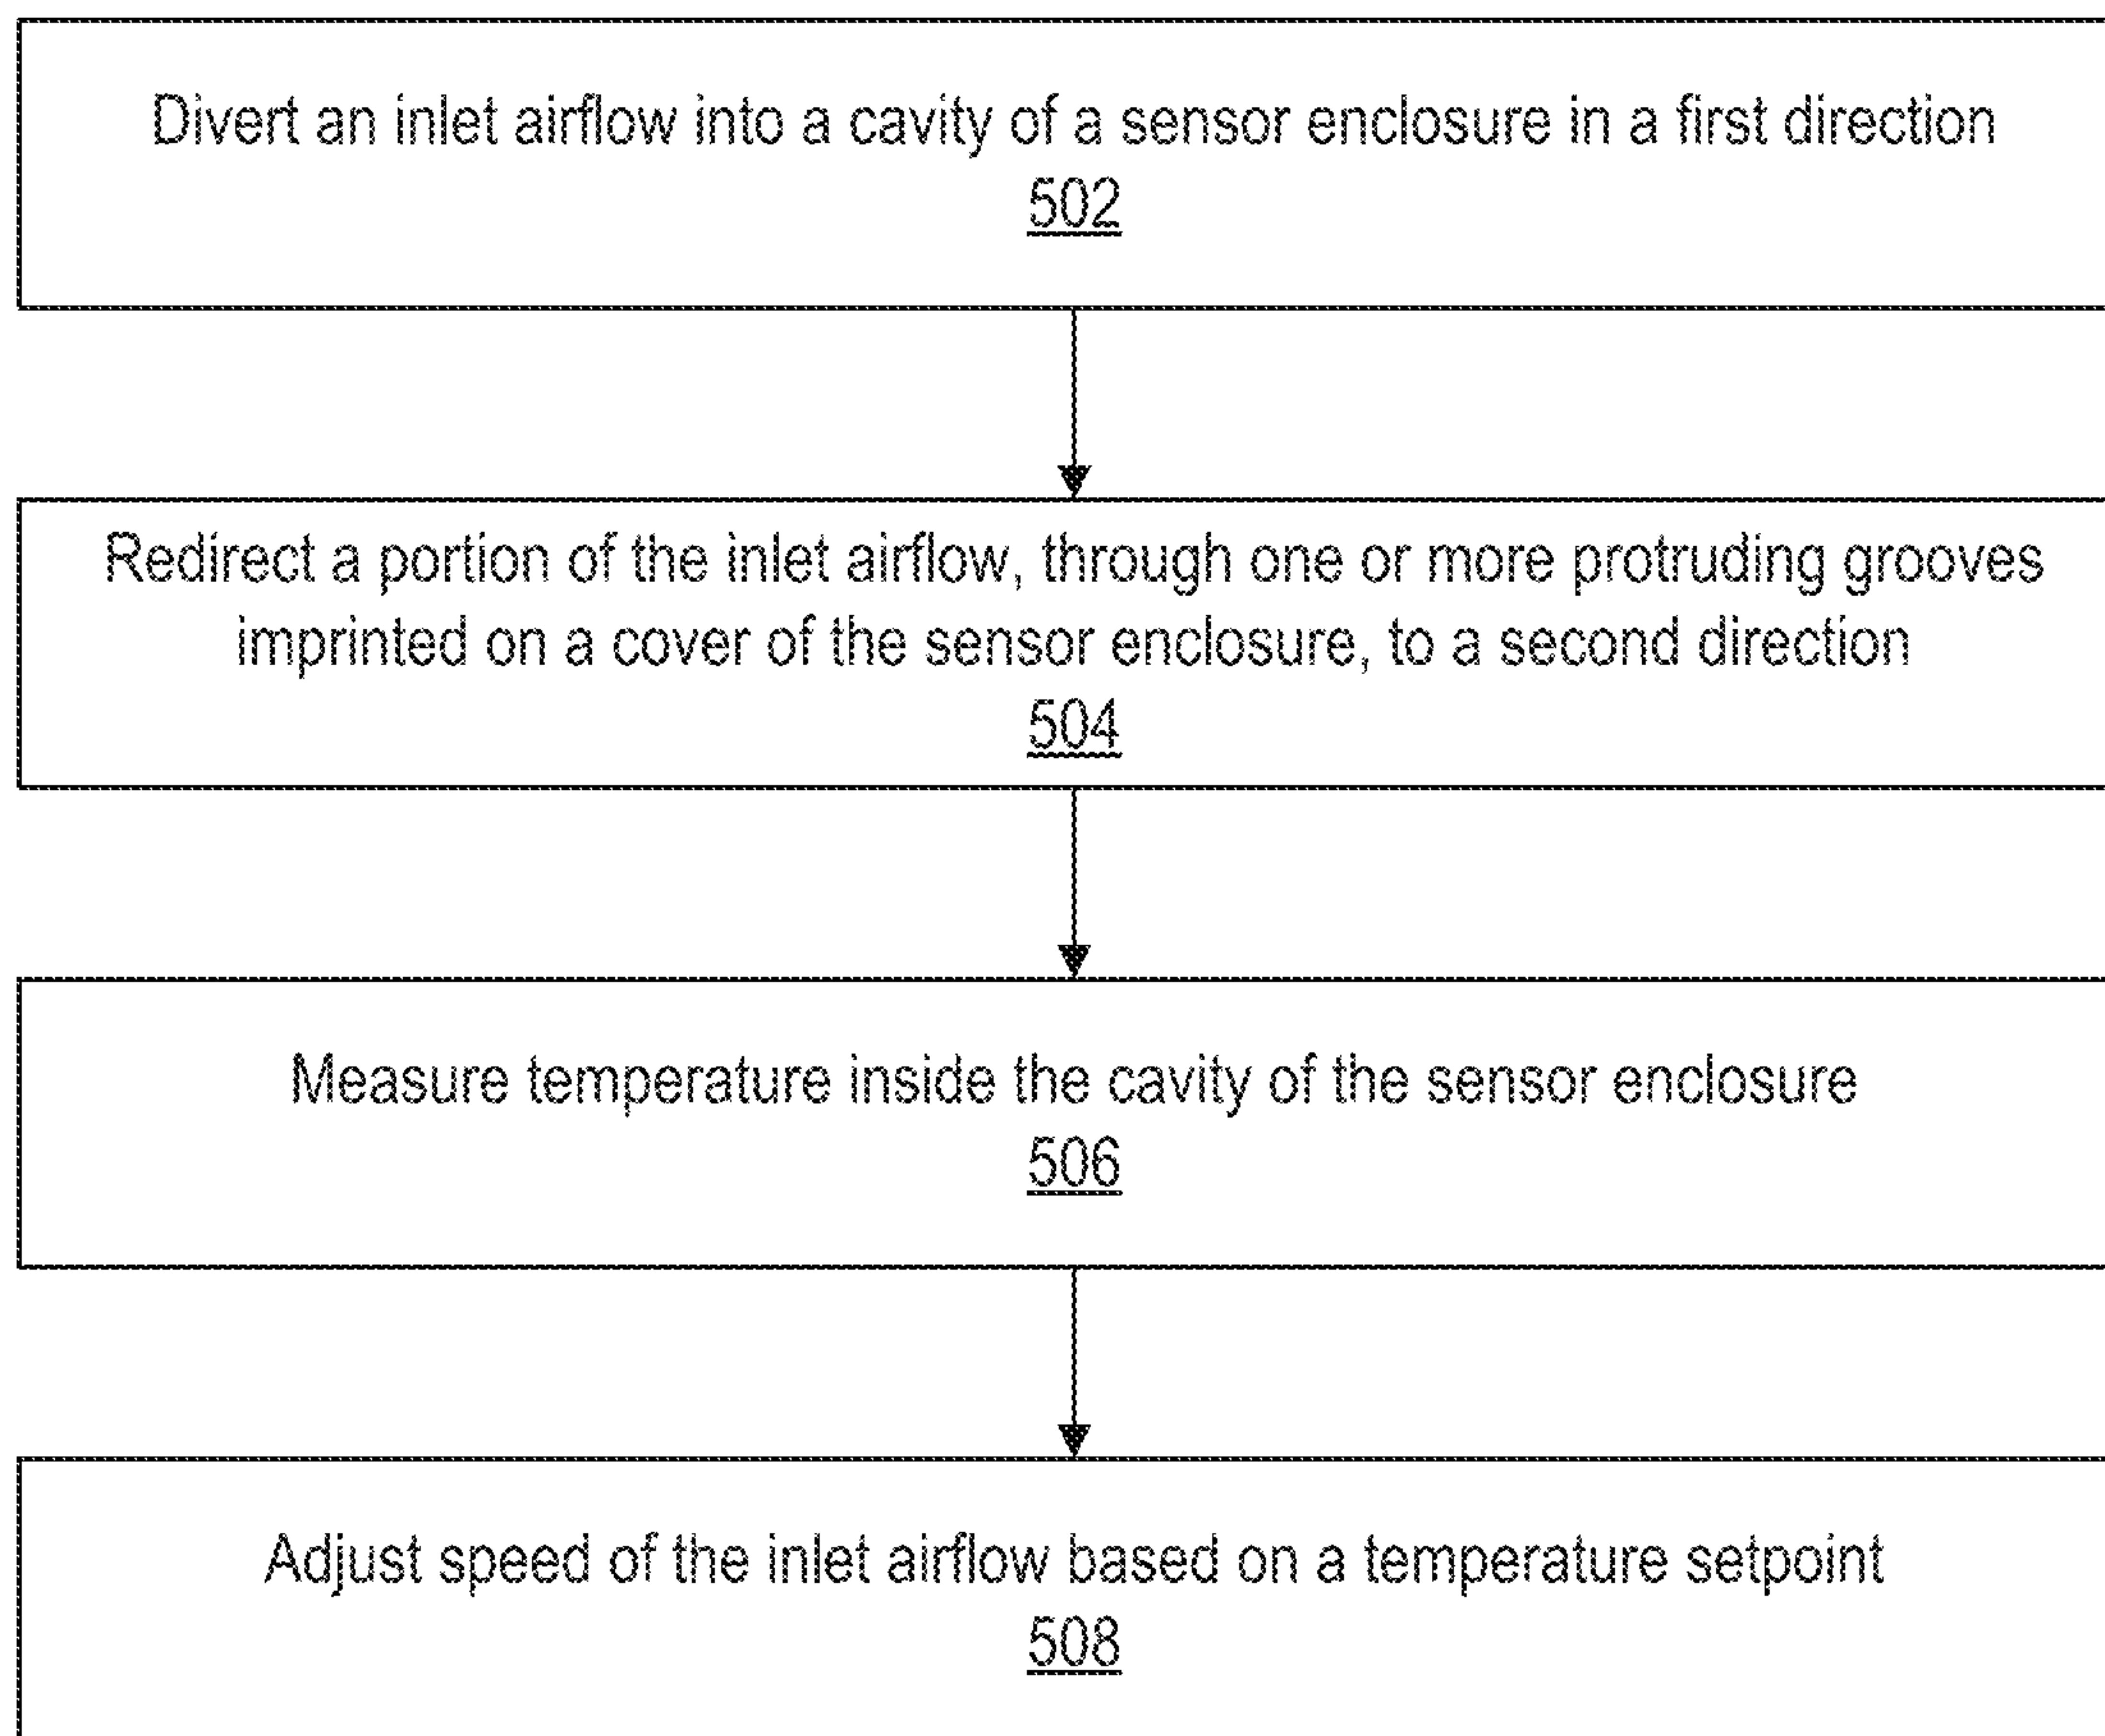 Divert an inlet airflow into a cavity of a sensor enclosure in a first direction
502
Redirect a portion of the inlet airflow, through one or more protruding grooves
imprinted on a cover of the sensor enclosure, to a second direction
504
Measure temperature inside the cavity of the sensor enclosure
506
Adjust speed of the inlet airflow based on a temperature setpoint
508